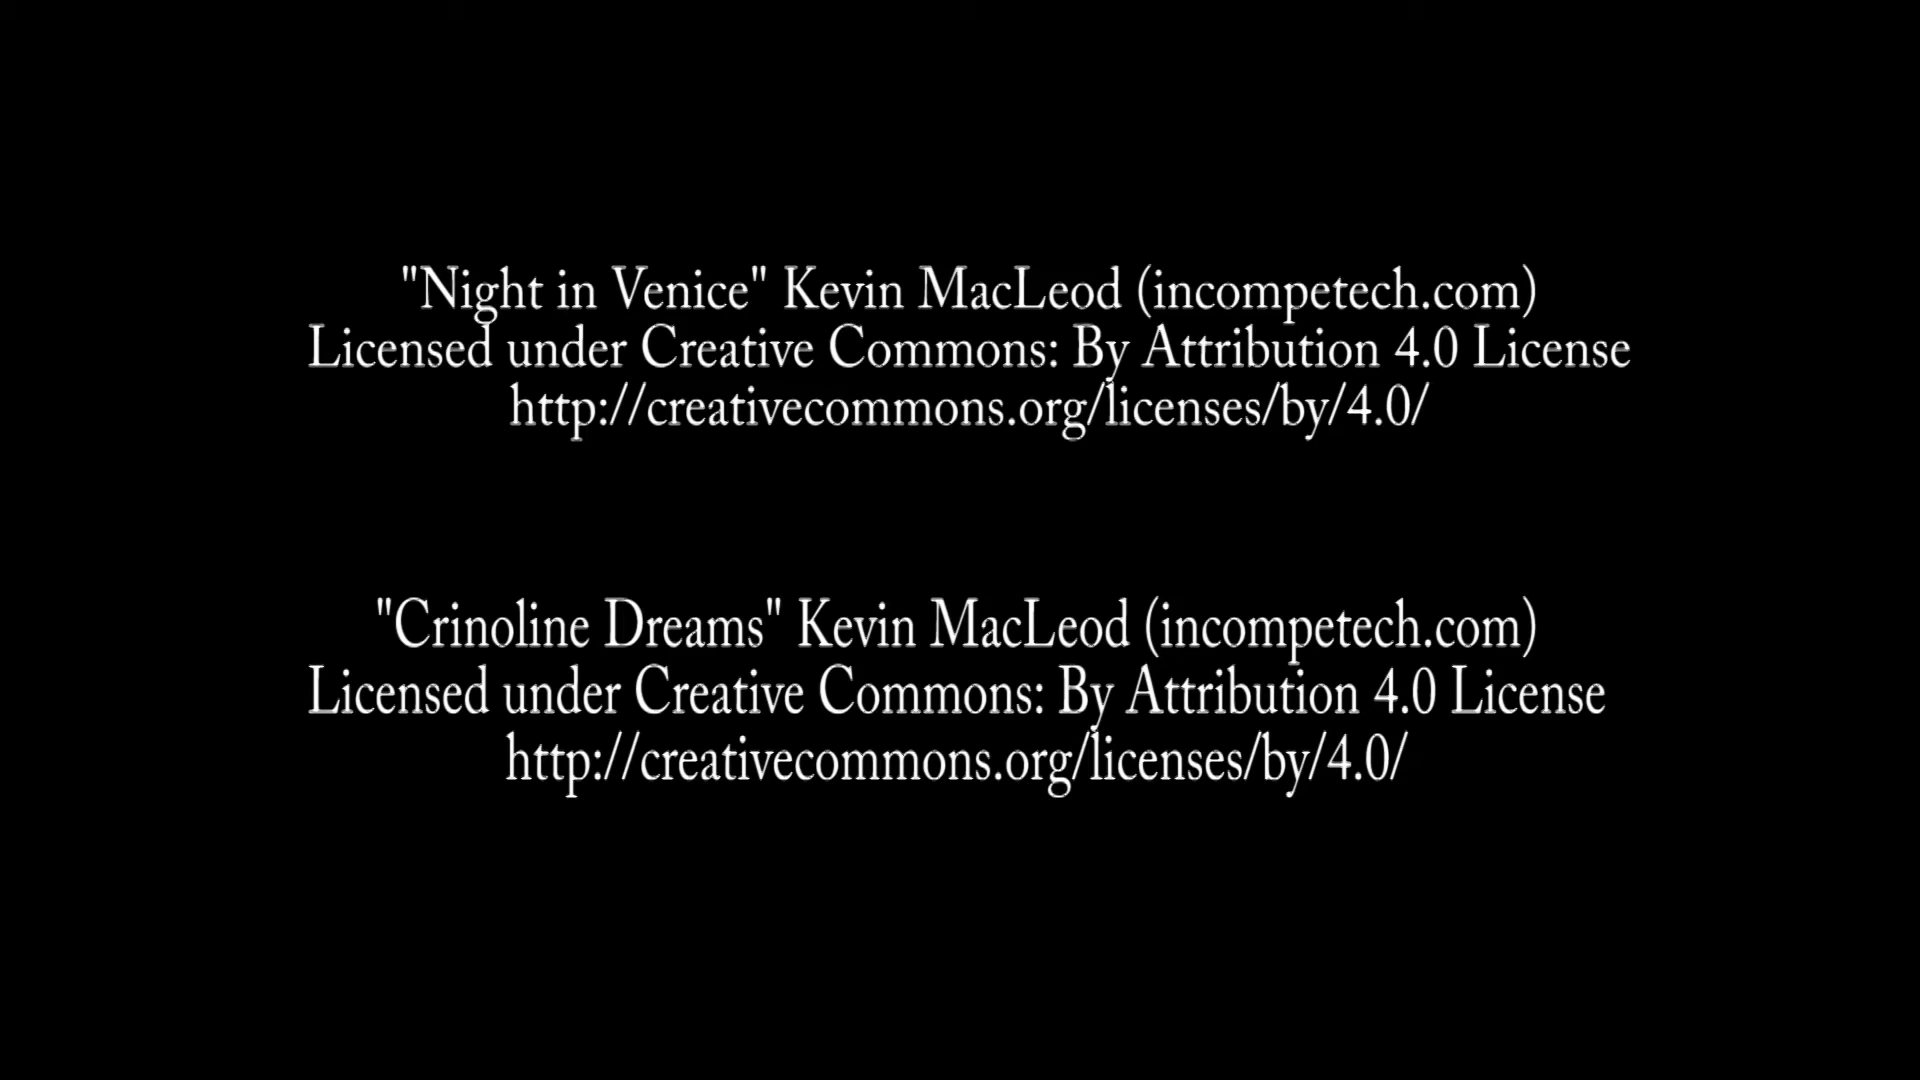 "Night in Venice" Kevin MacLeod (incompetech.com)
Licensed under Creative Commons: By Attribution 4.0 License
http://creativecommons.org/licenses/by/4.0/
"Crinoline Dreams" Kevin MacLeod (incompetech.com)
Licensed under Creative Commons: By Attribution 4.0 License
http://creativecommons.org/licenses/by/4.0/